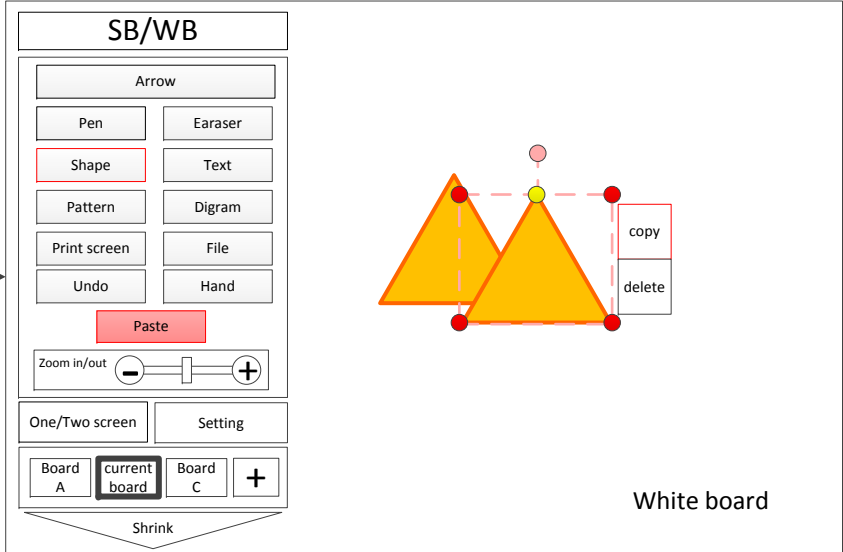 SB/WB
Arrow
Pen
Earaser
Shape
Text
Pattern
Digram
Print screen
File
Undo
Hand
Paste
Zoom in/out
One/Two screen
Setting
Board
A
current
board
Board
C
+
Shrink
copy
delete
White board